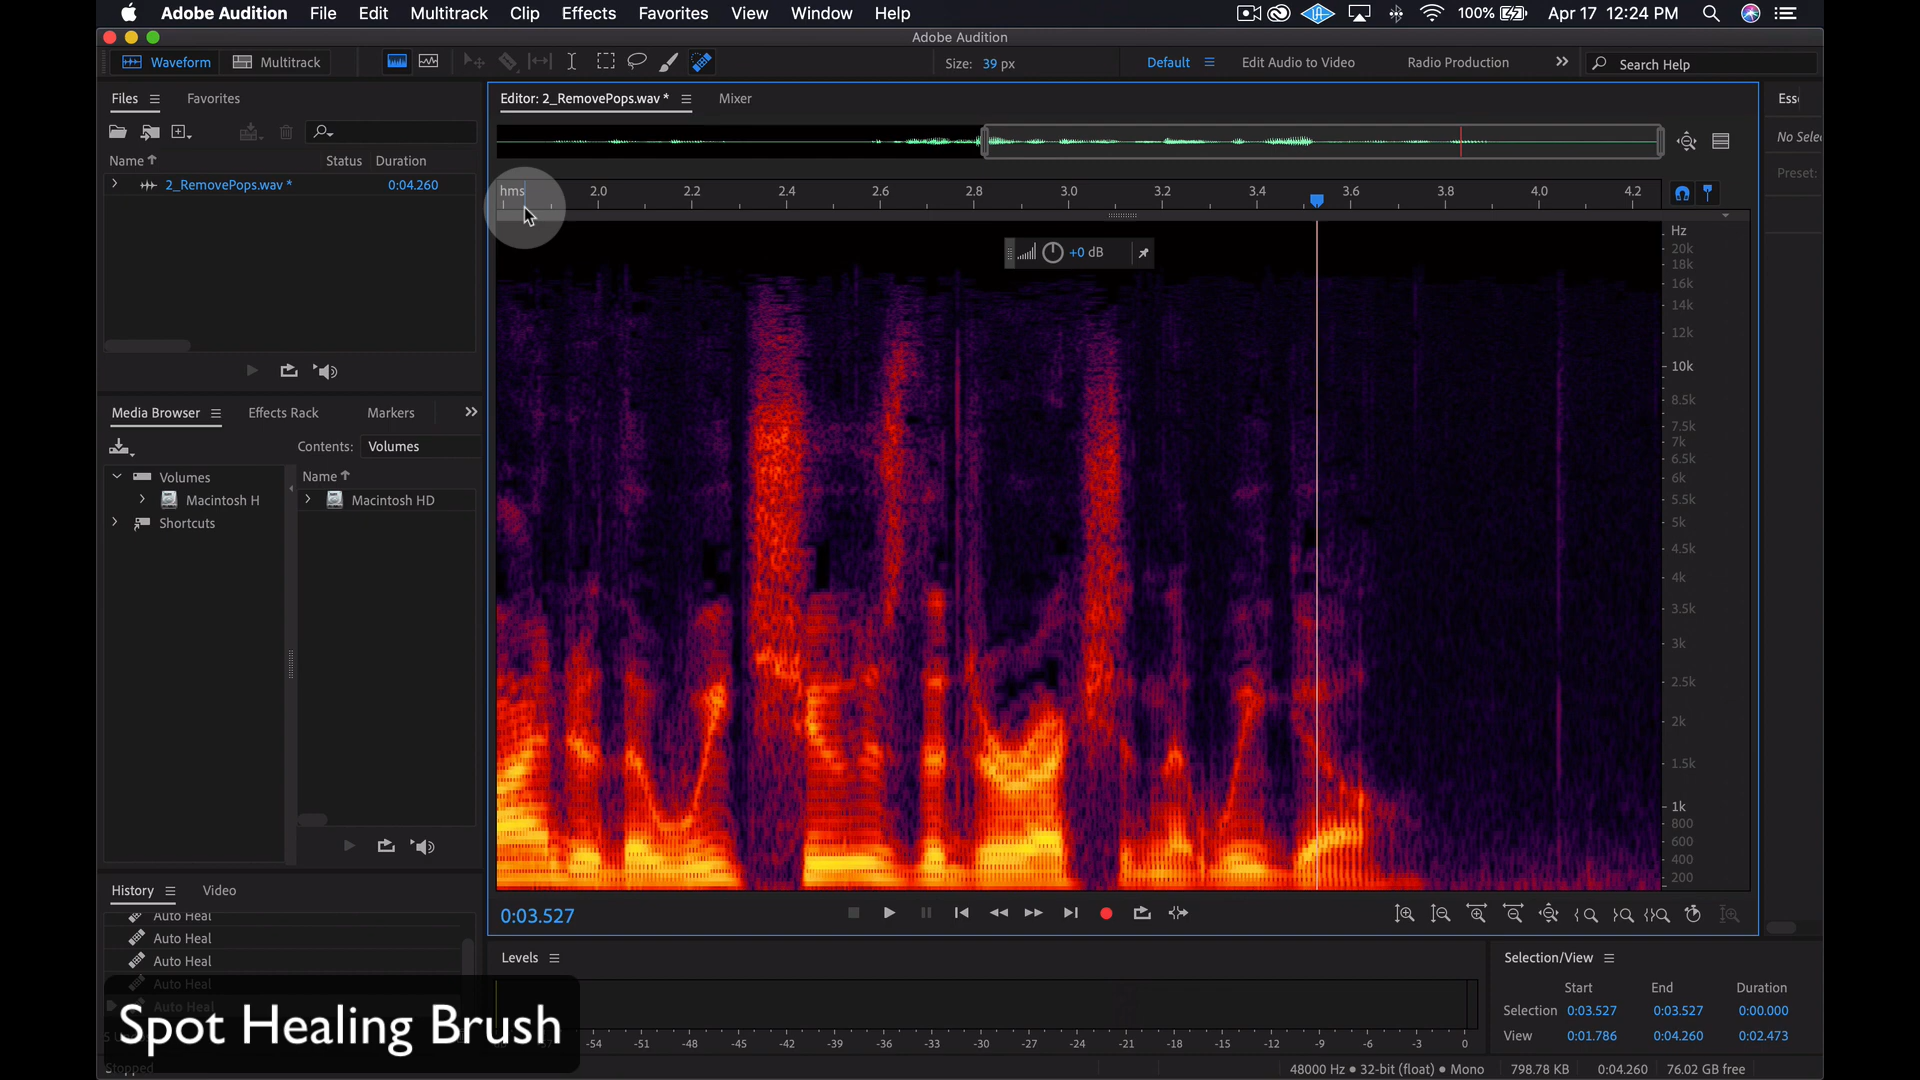 Adobe Audition File Edit Multitrack Clip Effects Favorites View Window Help 100% Apr 17 12:24 PM
Adobe Audition
Waveform Multitrack Size: 39 px Default Edit Audio to Video Radio Production Search Help
Files Favorites Editor: 2_RemovePops.wav * Mixer Ess
No Sele
Name Status Duration
Preset:
2_RemovePops.wav * 0:04.260
hms 2.0 2.2 2.4 2.6 2.8 3.0 3.2 3.4 3.6 3.8 4.0 4.2
+0 dB
Hz
20k
18k
16k
14k
12k
10k
8.5k
7.5k
7k
6.5k
6k
5.5k
5k
4.5k
4k
3.5k
3k
2.5k
2k
1.5k
1k
800
600
400
200
Media Browser Effects Rack Markers
Contents: Volumes
Volumes
Macintosh H
Shortcuts
Name
Macintosh HD
History Video
Auto Heal
Auto Heal
Auto Heal
Auto Heal
Auto Heal
Spot Healing Brush
Stopped
0:03.527
Levels
-57 -54 -51 -48 -45 -42 -39 -36 -33 -30 -27 -24 -21 -18 -15 -12 -9 -6 -3 0
Selection/View
Start End Duration
Selection 0:03.527 0:03.527 0:00.000
View 0:01.786 0:04.260 0:02.473
48000 Hz • 32-bit (float) • Mono 798.78 KB 0:04.260 76.02 GB free